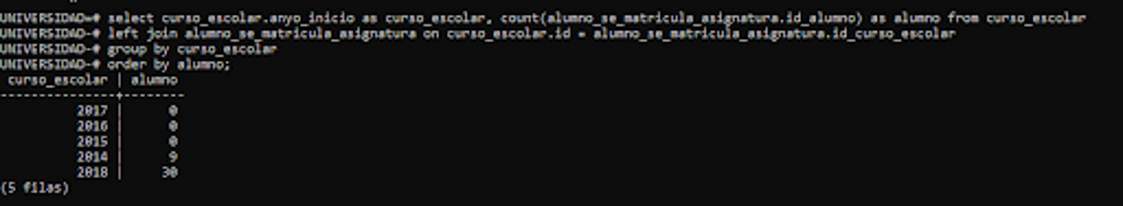 UNIVERSIDAD=# select curso_escolar.anyo_inicio as curso_escolar, count(alumno_se_matricula_asignatura.id_alumno) as alumno from curso_escolar
UNIVERSIDAD-# left join alumno_se_matricula_asignatura on curso_escolar.id = alumno_se_matricula_asignatura.id_curso_escolar
UNIVERSIDAD-# group by curso_escolar
UNIVERSIDAD-# order by alumno;
curso_escolar | alumno
---------------+--------
2017 | 0
2016 | 0
2015 | 0
2014 | 9
2018 | 30
(5 filas)